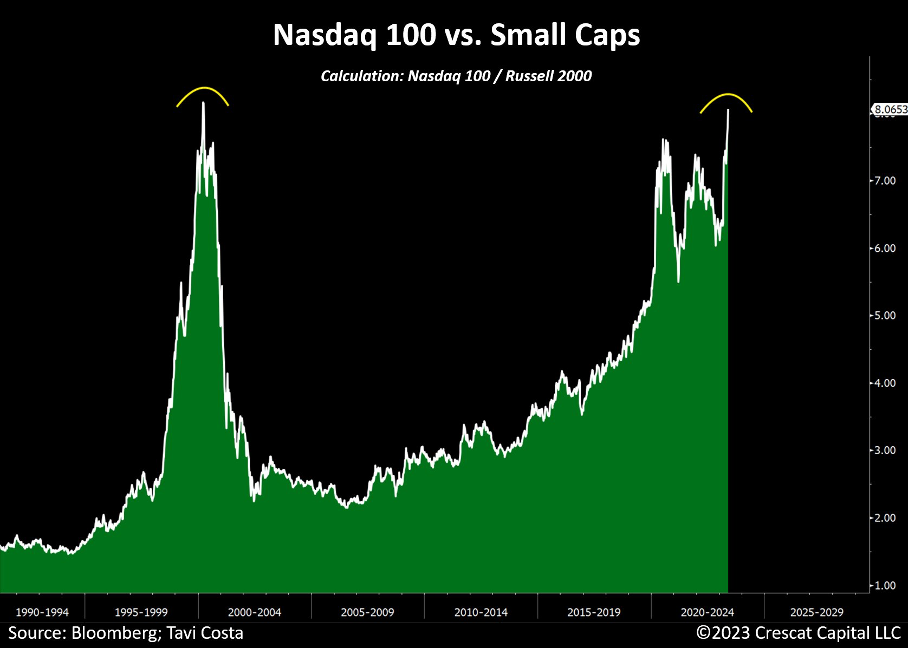 Nasdaq 100 vs. Small Caps
Calculation: Nasdaq 100 / Russell 2000
8.0653
7.00
6.00
5.00
4.00
3.00
2.00
1.00
1990-1994 1995-1999 2000-2004 2005-2009 2010-2014 2015-2019 2020-2024 2025-2029
Source: Bloomberg; Tavi Costa ©2023 Crescat Capital LLC